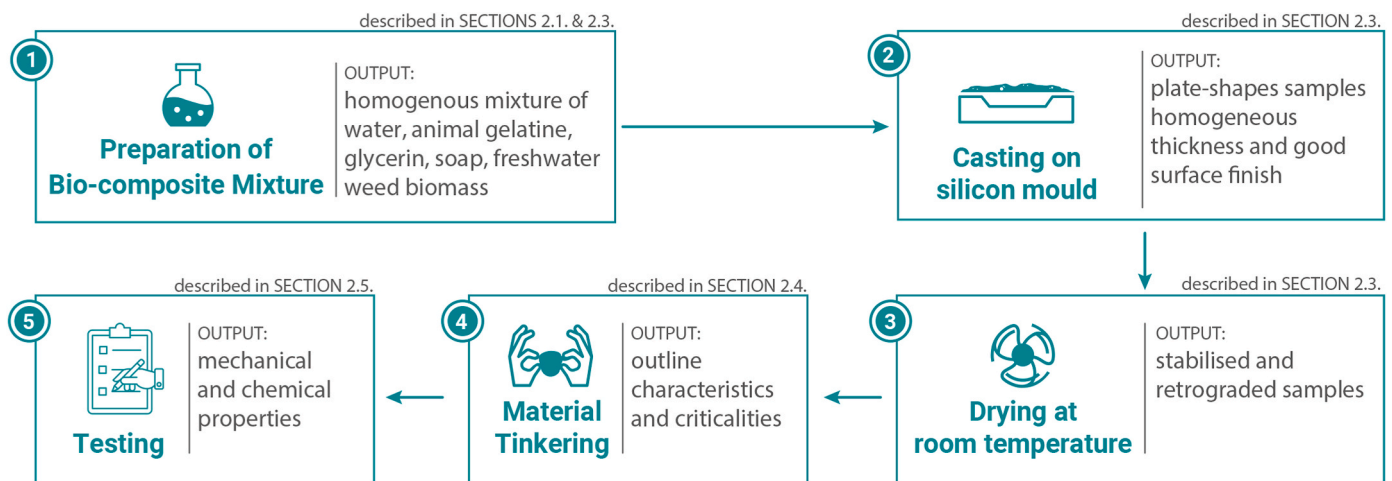 described in SECTIONS 2.1. & 2.3.
1
Preparation of
Bio-composite Mixture
OUTPUT:
homogenous mixture of
water, animal gelatine,
glycerin, soap, freshwater
weed biomass
described in SECTION 2.3.
2
Casting on
silicon mould
OUTPUT:
plate-shapes samples
homogeneous
thickness and good
surface finish
described in SECTION 2.3.
3
Drying at
room temperature
OUTPUT:
stabilised and
retrograded samples
described in SECTION 2.4.
4
Material
Tinkering
OUTPUT:
outline
characteristics
and criticalities
described in SECTION 2.5.
5
Testing
OUTPUT:
mechanical
and chemical
properties